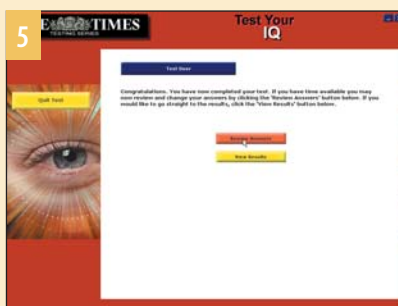 5
E TIMES
TESTING SERIES
Test Your
IQ
Test Over
Quit Test
Congratulations. You have now completed your test. If you have time available you may
now review and change your answers by clicking the 'Review Answers' button below. If you
would like to go straight to the results, click the 'View Results' button below.
Review Answers
View Results